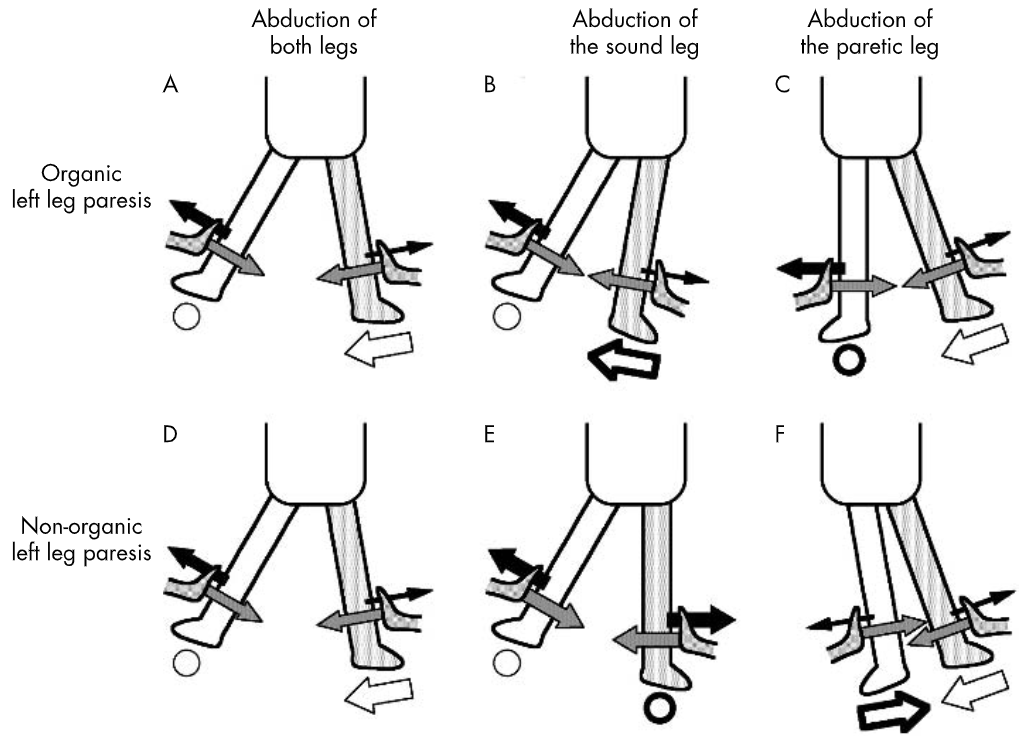 Abduction of
both legs
Abduction of
the sound leg
Abduction of
the paretic leg
A
B
C
Organic
left leg paresis
D
E
F
Non-organic
left leg paresis